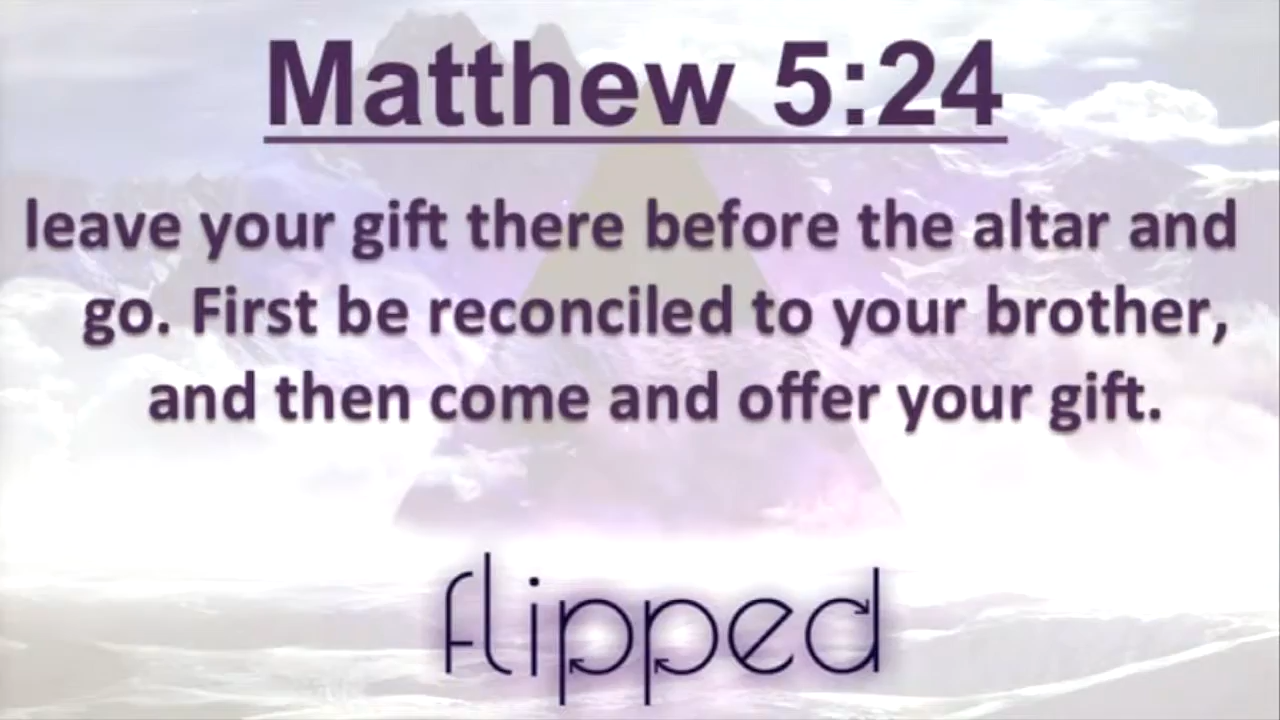 Matthew 5:24
leave your gift there before the altar and
go. First be reconciled to your brother,
and then come and offer your gift.
flipped